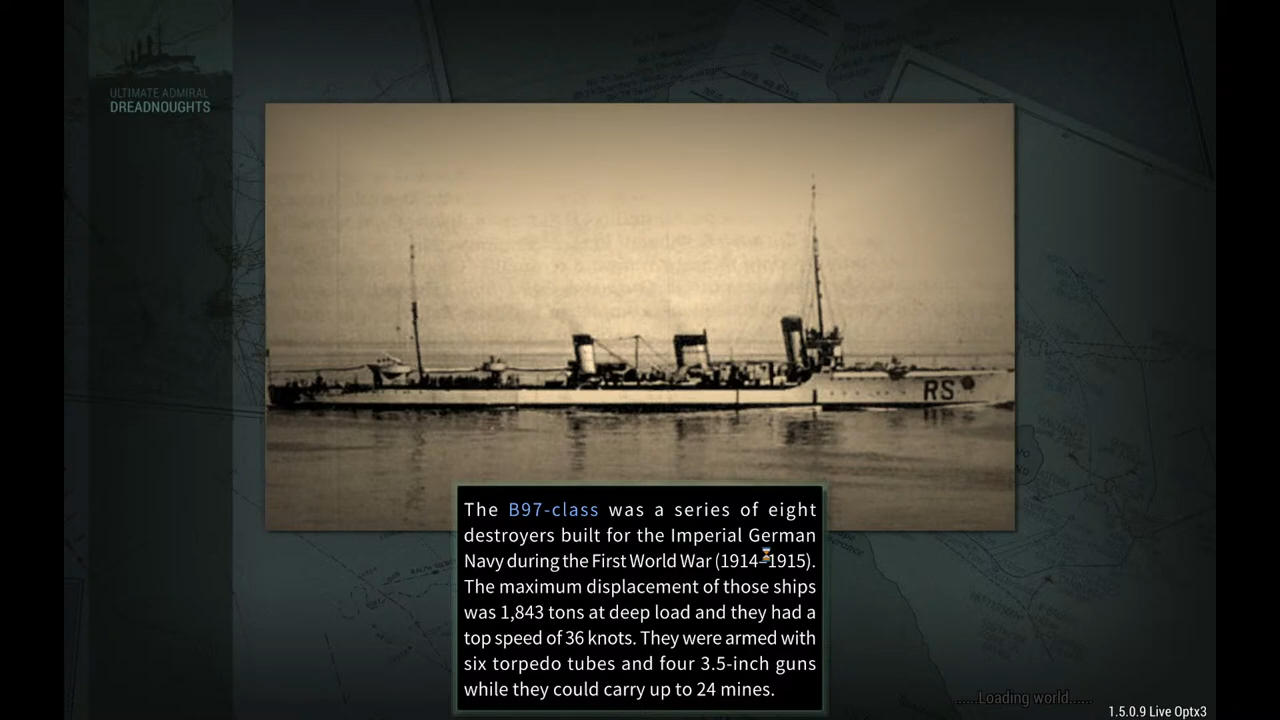 ULTIMATE ADMIRAL
DREADNOUGHTS
RS
The B97-class was a series of eight
destroyers built for the Imperial German
Navy during the First World War (1914–1915).
The maximum displacement of those ships
was 1,843 tons at deep load and they had a
top speed of 36 knots. They were armed with
six torpedo tubes and four 3.5-inch guns
while they could carry up to 24 mines.
......Loading world......
1.5.0.9 Live Optx3